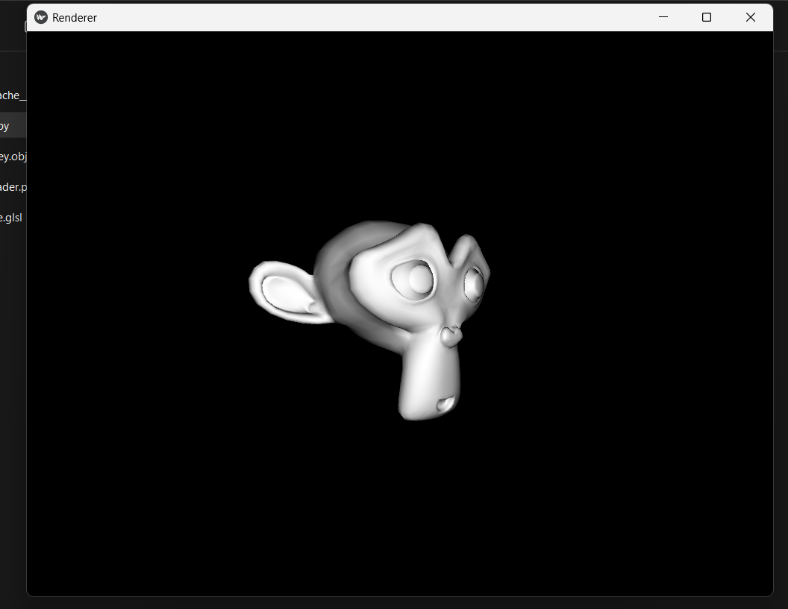 Renderer
ache_
py
ey.obj
ader.p
e.glsl